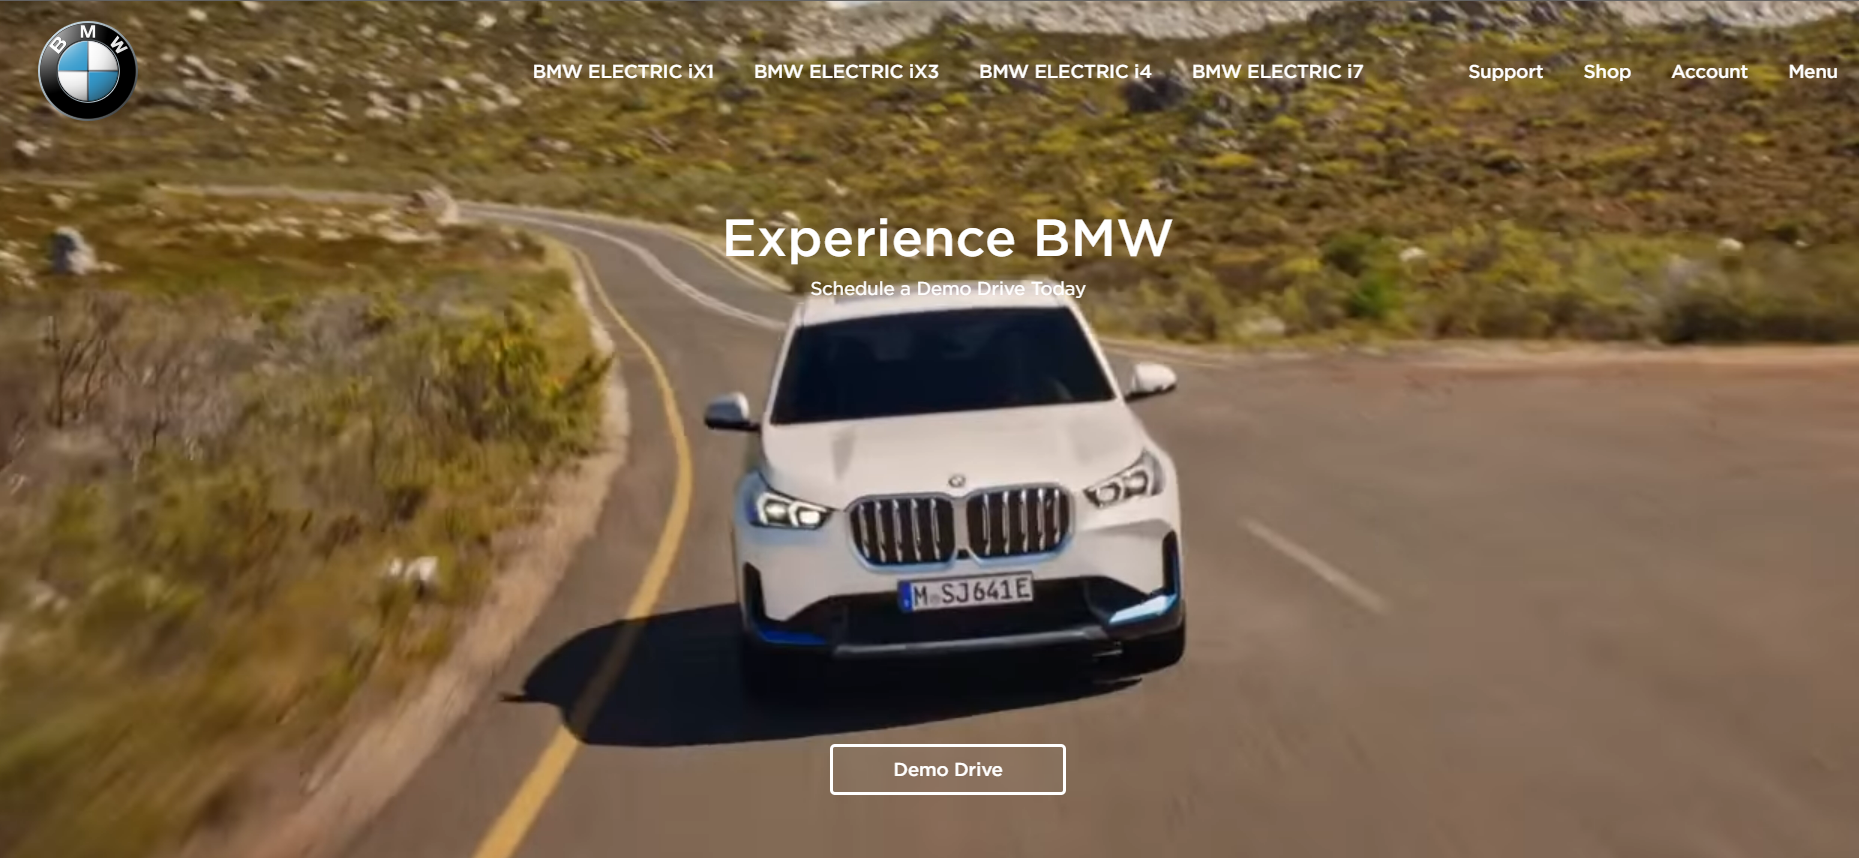 BMW
BMW ELECTRIC iX1 BMW ELECTRIC iX3 BMW ELECTRIC i4 BMW ELECTRIC i7 Support Shop Account Menu
Experience BMW
Schedule a Demo Drive Today
M SJ641E
Demo Drive